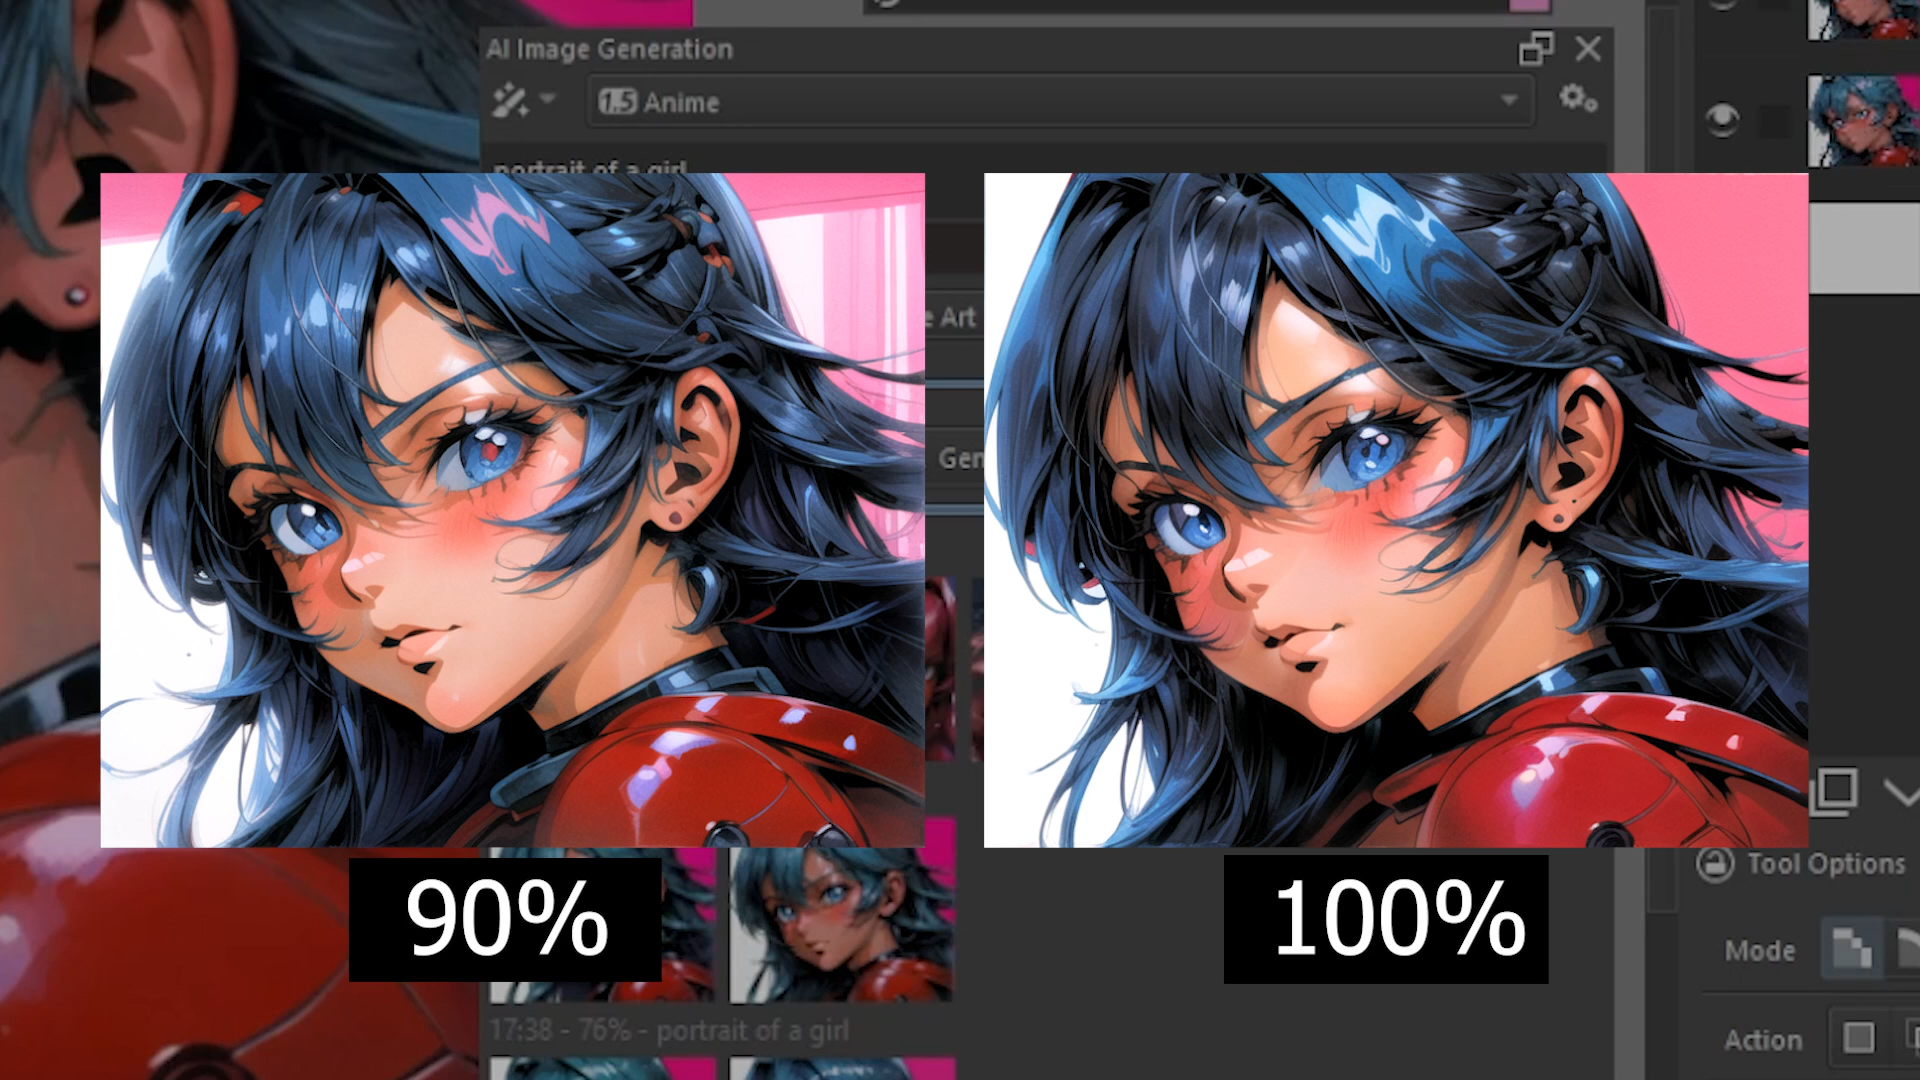 AI Image Generation
1.5 Anime
portrait of a girl
e Art
Gen
90%
100%
17:38 - 76% - portrait of a girl
Tool Options
Mode
Action